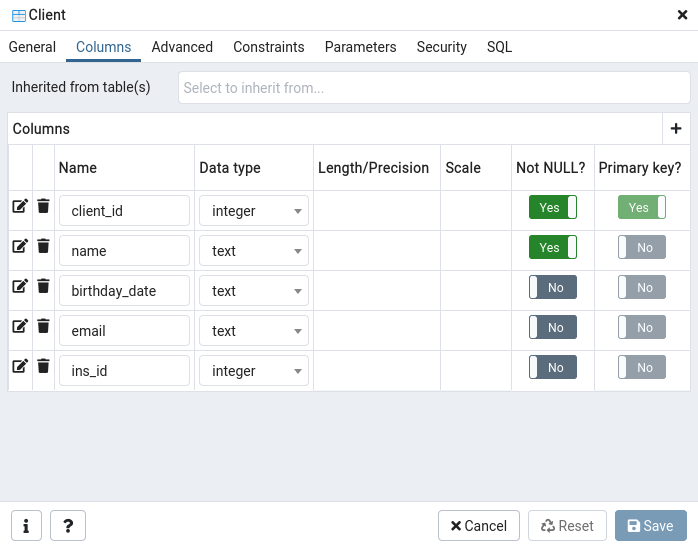 Client
General Columns Advanced Constraints Parameters Security SQL
Inherited from table(s) Select to inherit from...
Columns
Name Data type Length/Precision Scale Not NULL? Primary key?
client_id integer Yes Yes
name text Yes No
birthday_date text No No
email text No No
ins_id integer No No
i ? Cancel Reset Save